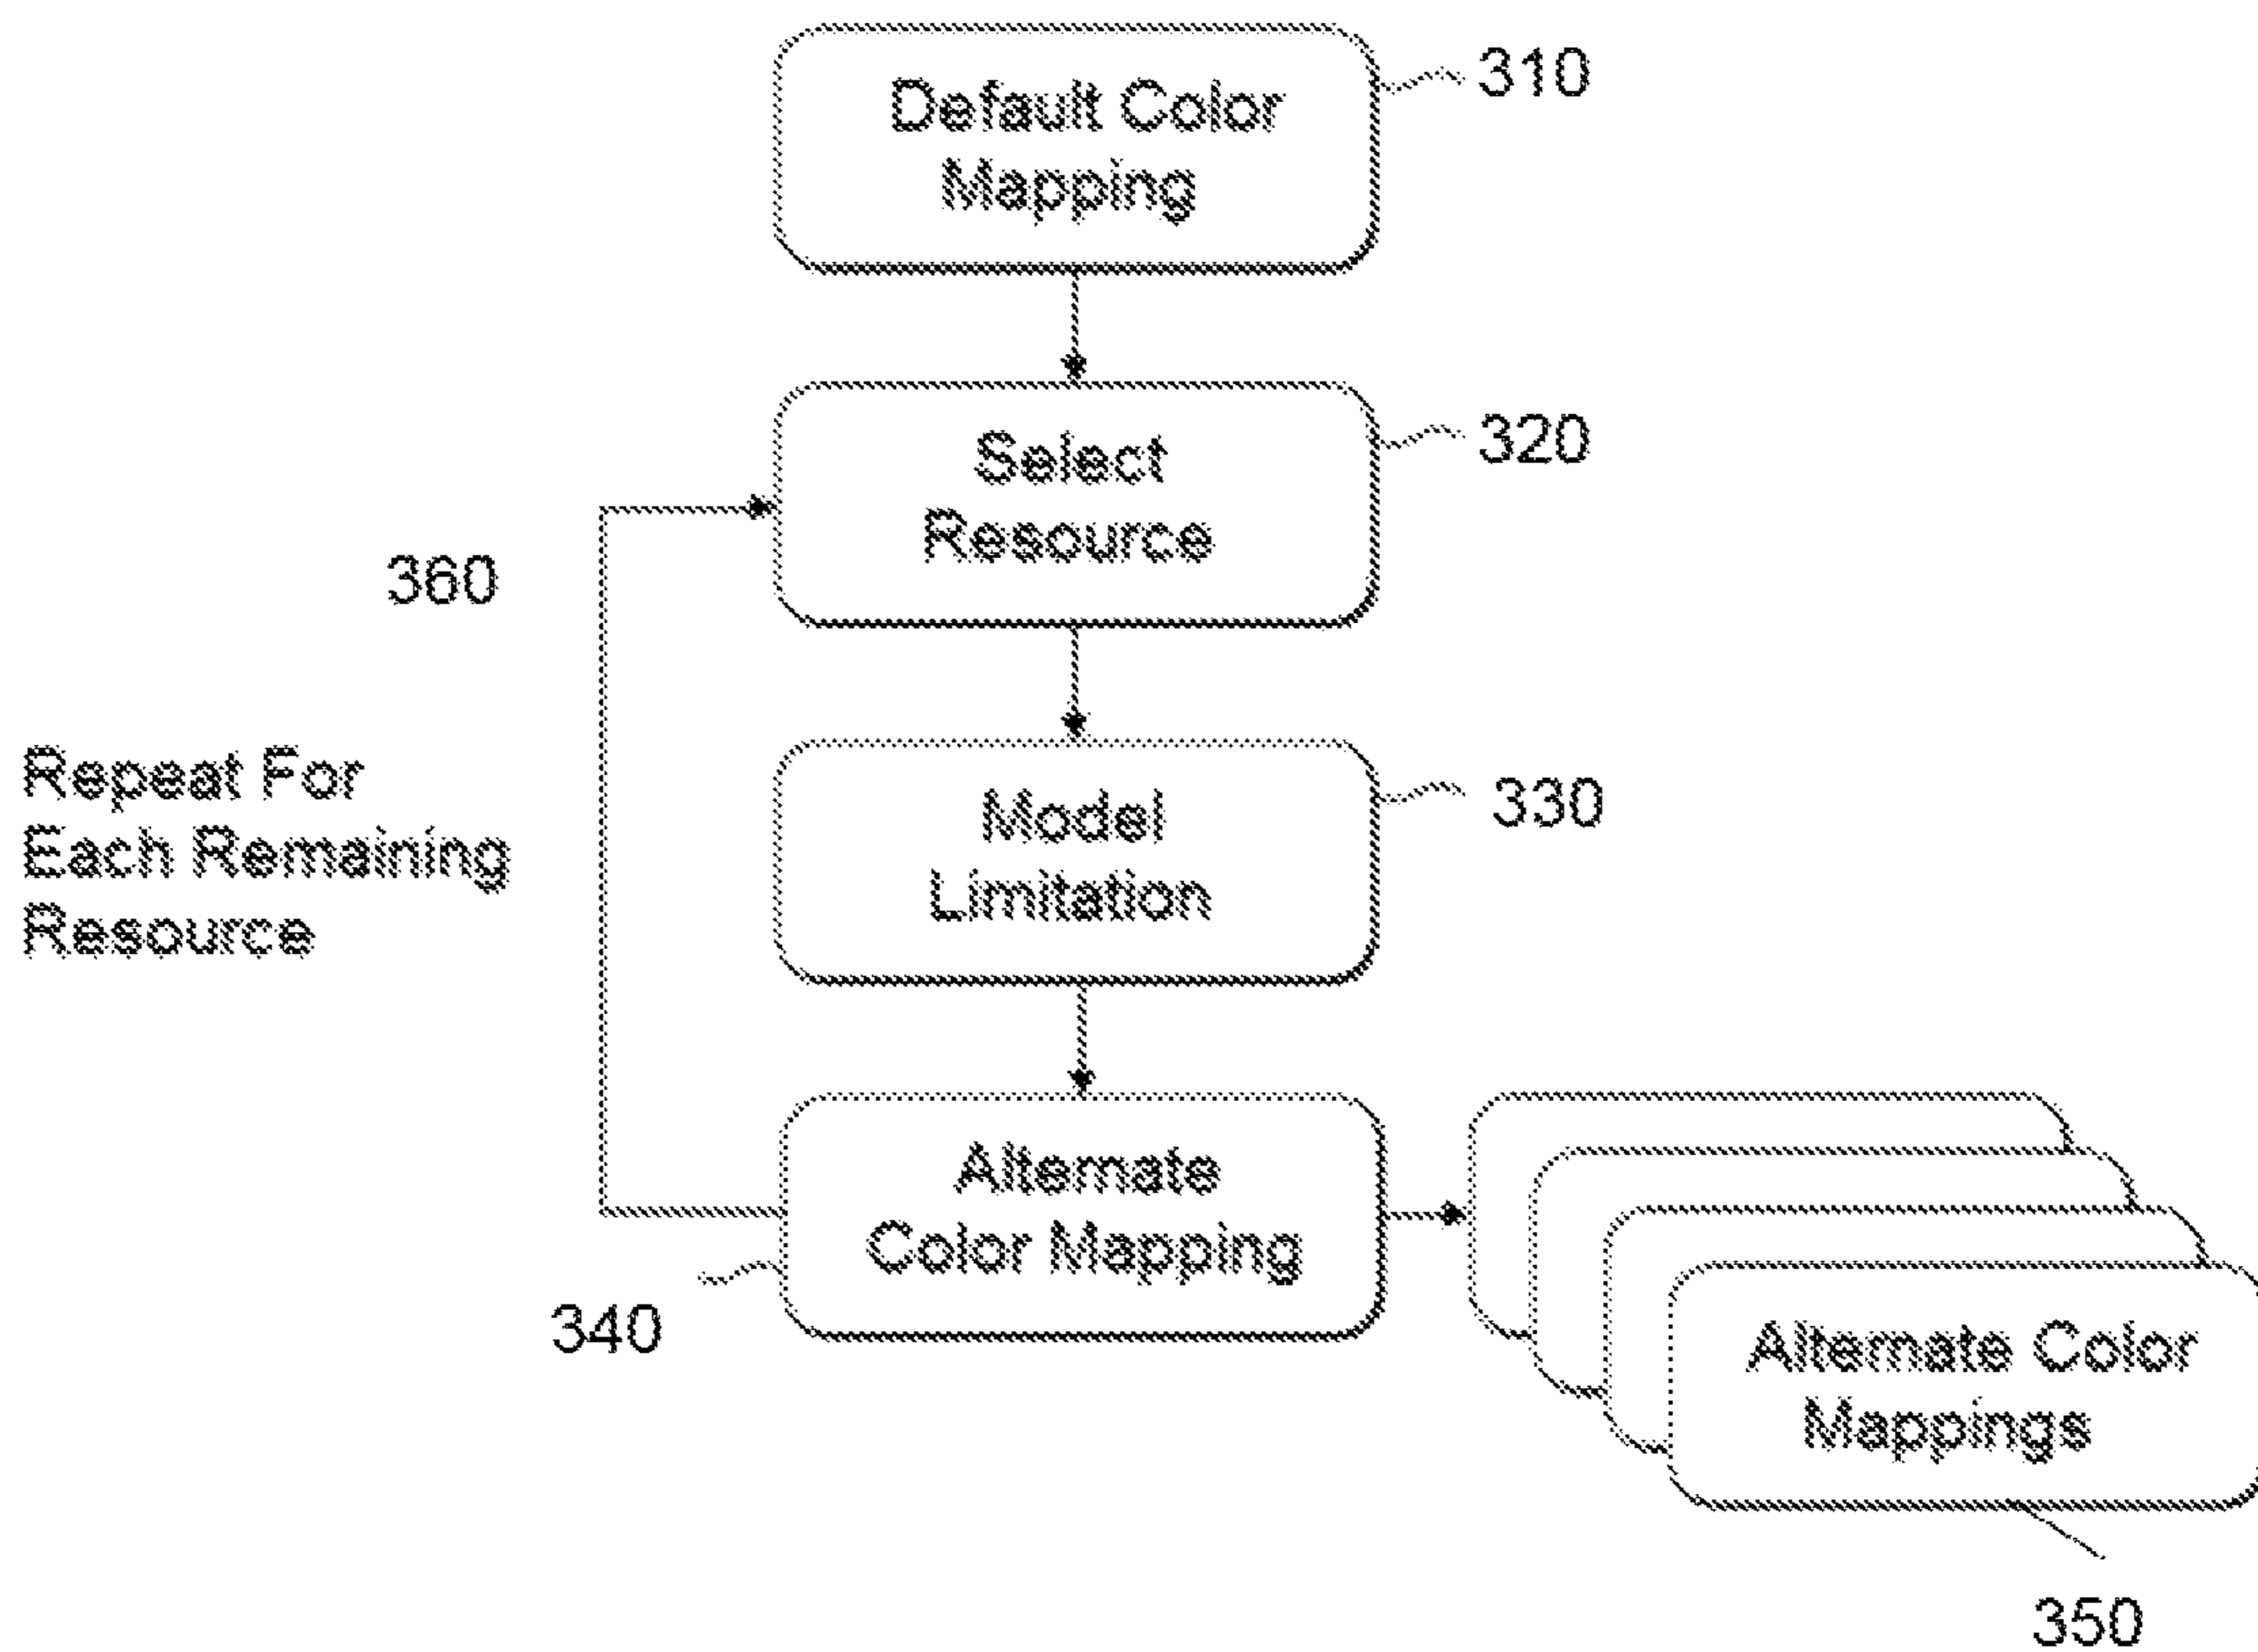 Default Color
Mapping
310
Select
Resource
320
360
Repeat For
Each Remaining
Resource
Model
Limitation
330
Alternate
Color Mapping
340
Alternate Color
Mappings
350